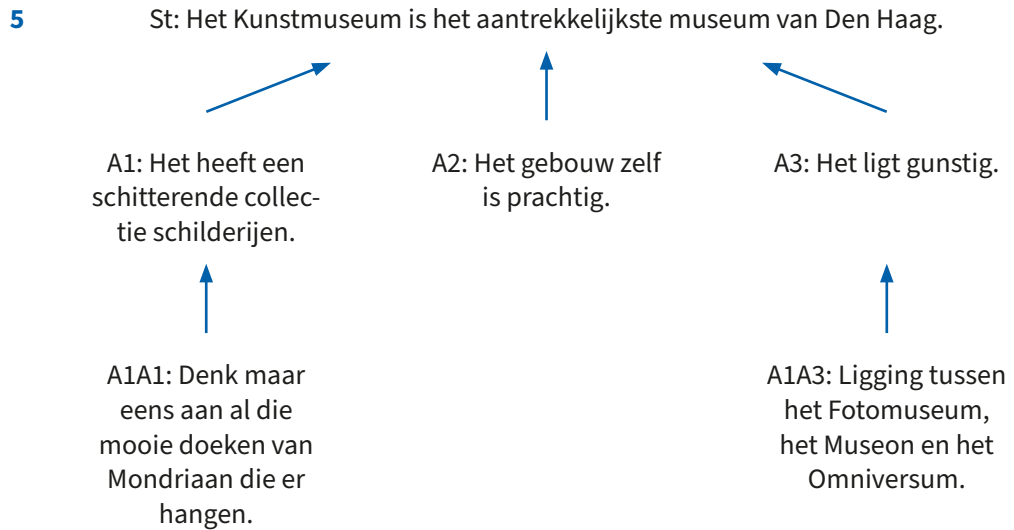 5 St: Het Kunstmuseum is het aantrekkelijkste museum van Den Haag.
A1: Het heeft een
schitterende collec-
tie schilderijen.
A2: Het gebouw zelf
is prachtig.
A3: Het ligt gunstig.
A1A1: Denk maar
eens aan al die
mooie doeken van
Mondriaan die er
hangen.
A1A3: Ligging tussen
het Fotomuseum,
het Museon en het
Omniversum.